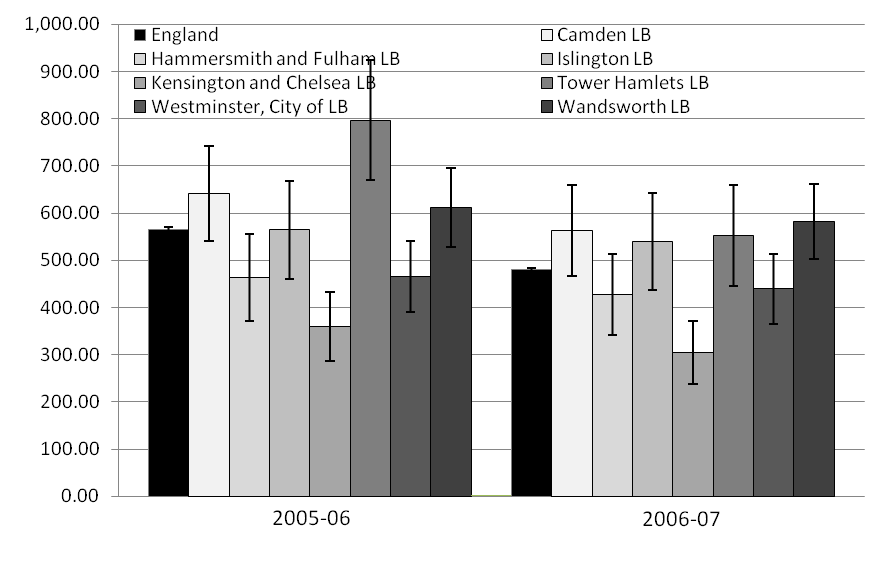 1,000.00
900.00
800.00
700.00
600.00
500.00
400.00
300.00
200.00
100.00
0.00
England
Camden LB
Hammersmith and Fulham LB
Islington LB
Kensington and Chelsea LB
Tower Hamlets LB
Westminster, City of LB
Wandsworth LB
2005-06
2006-07